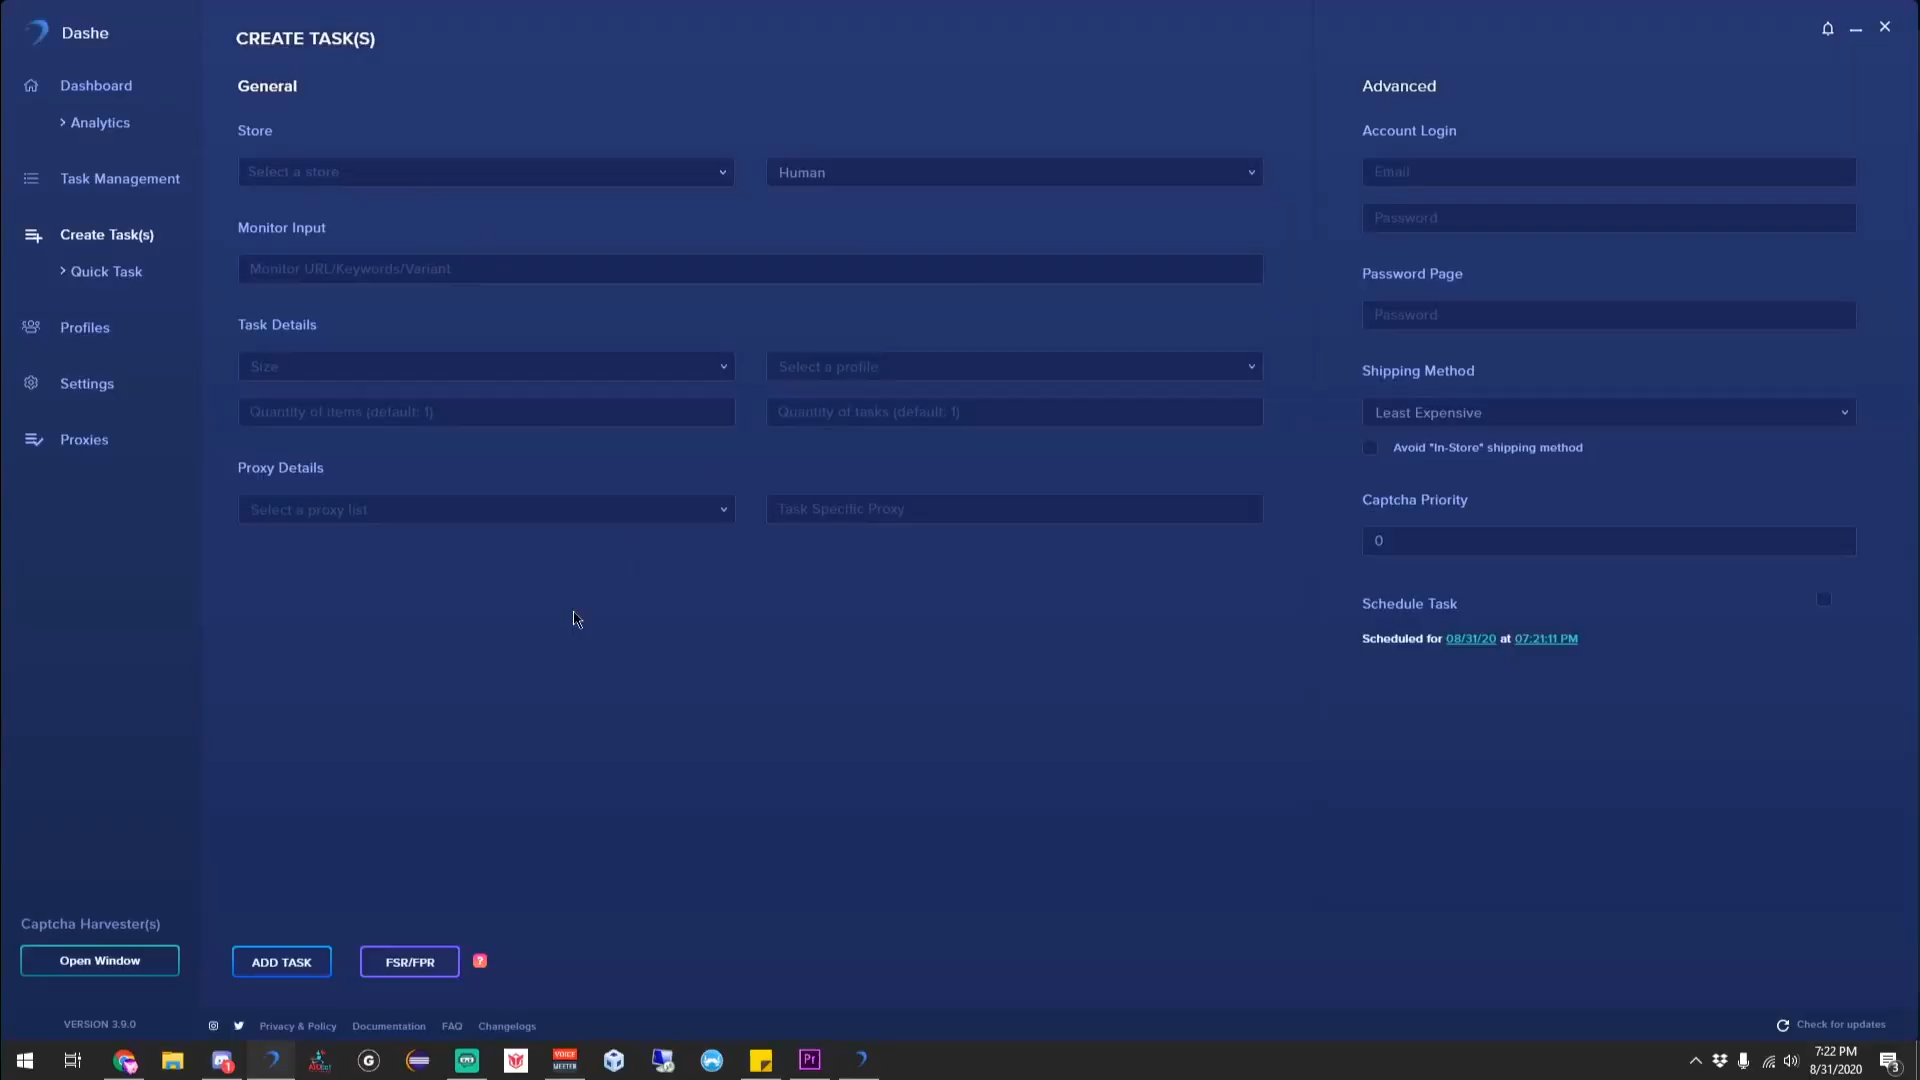 Dashe
Dashboard
Analytics
Task Management
Create Task(s)
Quick Task
Profiles
Settings
Proxies
Captcha Harvester(s)
Open Window
VERSION 3.9.0
CREATE TASK(S)
General
Store
Select a store
Human
Monitor Input
Monitor URL/Keywords/Variant
Task Details
Size
Select a profile
Quantity of items (default: 1)
Quantity of tasks (default: 1)
Proxy Details
Select a proxy list
Task Specific Proxy
ADD TASK
FSR/FPR
?
Advanced
Account Login
Email
Password
Password Page
Password
Shipping Method
Least Expensive
Avoid "In-Store" shipping method
Captcha Priority
0
Schedule Task
Scheduled for 08/31/20 at 07:21:11 PM
Privacy & Policy
Documentation
FAQ
Changelogs
Check for updates
1
G
VOICE
MEETER
Pr
7:22 PM
8/31/2020
3